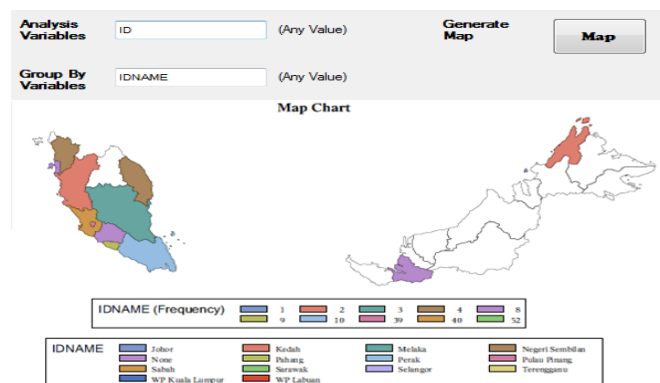 Analysis Variables
ID
(Any Value)
Generate Map
Map
Group By Variables
IDNAME
(Any Value)
Map Chart
IDNAME (Frequency) 1 2 3 4 8
9 10 39 40 52
IDNAME Johor Kedah Melaka Negeri Sembilan
None Pahang Perak Pulau Pinang
Sabah Sarawak Selangor Terengganu
WP Kuala Lumpur WP Labuan